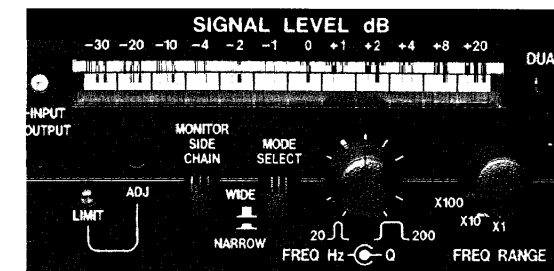 SIGNAL LEVEL dB
-30 -20 -10 -4 -2 -1 0 +1 +2 +4 +8 +20
DUA
INPUT
OUTPUT
MONITOR
SIDE
CHAIN
MODE
SELECT
LIMIT
ADJ
WIDE
NARROW
X100
X10
X1
20
200
FREQ Hz
Q
FREQ RANGE